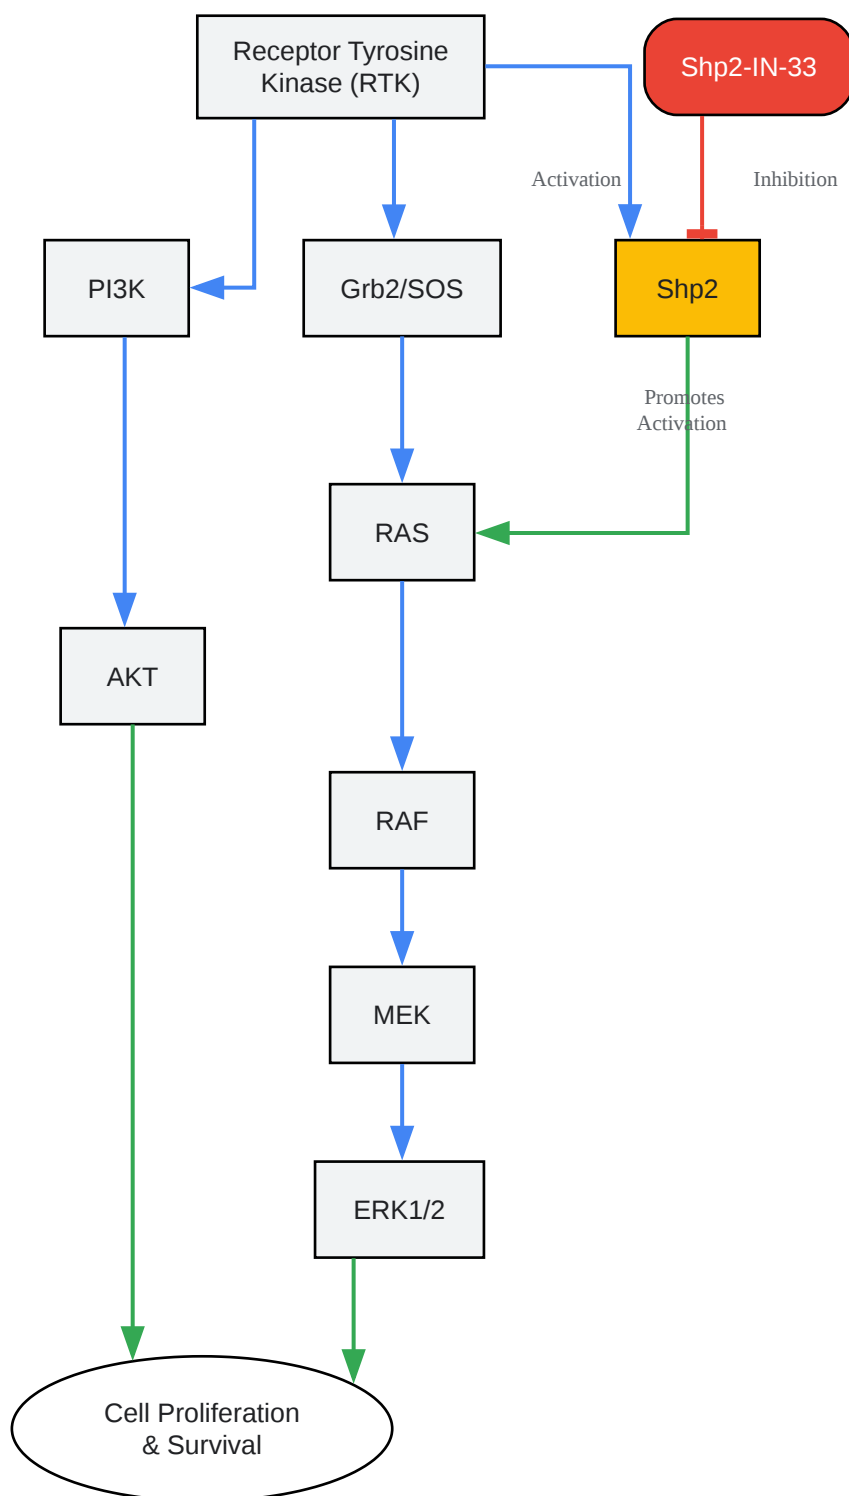 Receptor Tyrosine
Kinase (RTK)
Shp2-IN-33
Activation
Inhibition
PI3K
Grb2/SOS
Shp2
Promotes
Activation
RAS
AKT
RAF
MEK
ERK1/2
Cell Proliferation
& Survival